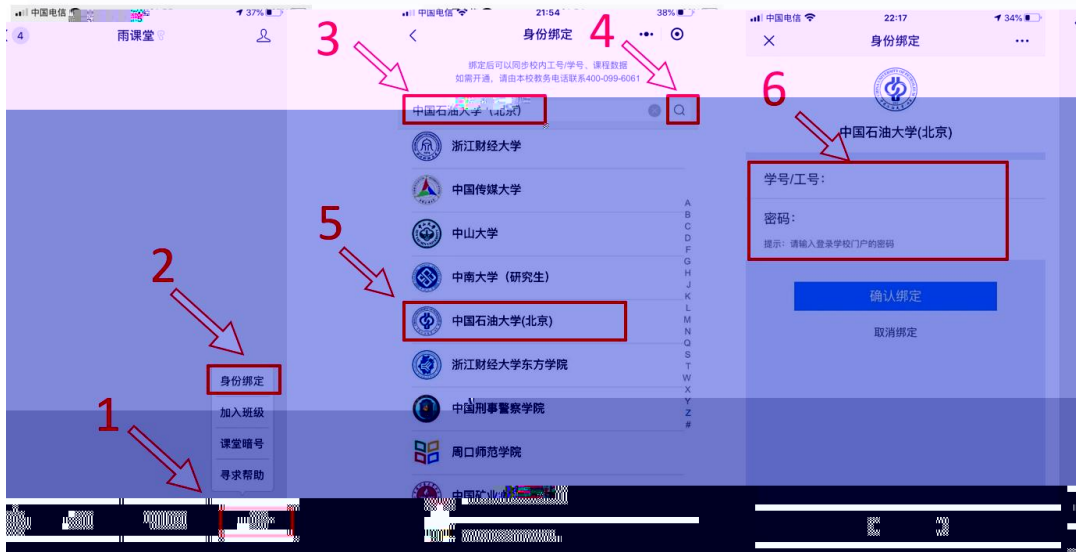 中国电信
37%
4
雨课堂
2
身份绑定
1
加入班级
课堂暗号
寻求帮助
中国电信
21:54
38%
3
身份绑定
4
绑定后可以同步校内工号/学号、课程数据
如需开通，请由本校教务电话联系400-099-6061
中国石油大学（北京）
浙江财经大学
中国传媒大学
5
中山大学
中南大学（研究生）
中国石油大学(北京)
浙江财经大学东方学院
中国刑事警察学院
周口师范学院
中国矿业
A
B
C
D
F
G
H
J
K
L
M
N
Q
S
T
W
X
Y
Z
#
中国电信
22:17
34%
身份绑定
6
中国石油大学(北京)
学号/工号：
密码：
提示：请输入登录学校门户的密码
确认绑定
取消绑定